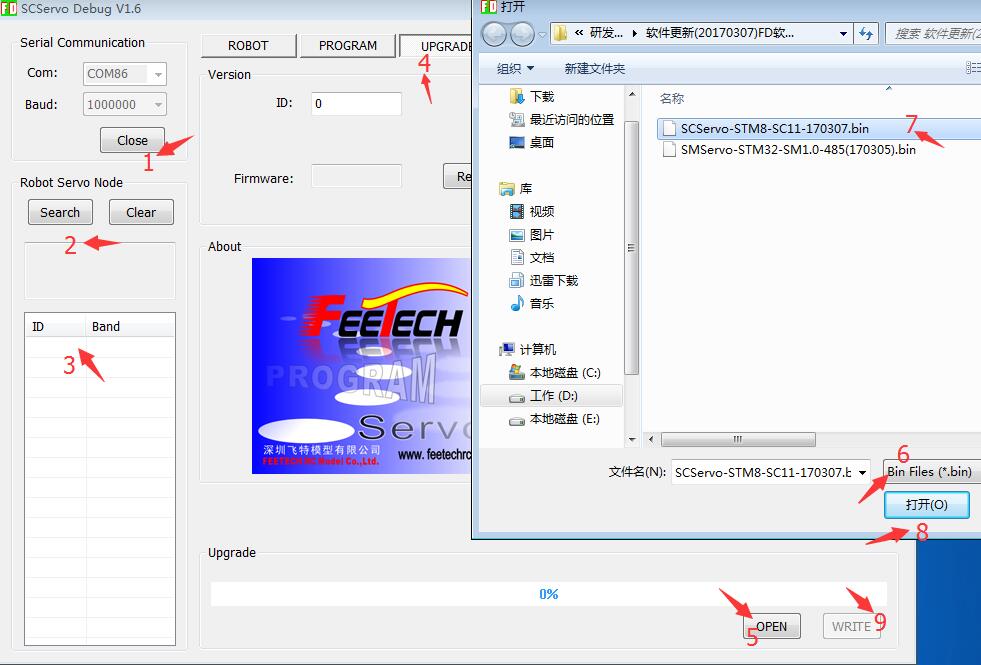 SCServo Debug V1.6
Serial Communication
Com: COM86
Baud: 1000000
Close
1
Robot Servo Node
Search Clear
2
ID Band
3
ROBOT PROGRAM UPGRADE
4
Version
ID: 0
Firmware: Re
About
FEETECH
PROGRAM
Servo
深圳飞特模型有限公司
FEETECH RC Model Co.,Ltd.
www.feetechrc
Upgrade
0%
OPEN WRITE
5 9
打开
« 研发... 软件更新(20170307)FD软... 搜索 软件更新(2
组织 新建文件夹
下载
最近访问的位置
桌面
库
视频
图片
文档
迅雷下载
音乐
计算机
本地磁盘 (C:)
工作 (D:)
本地磁盘 (E:)
名称
SCServo-STM8-SC11-170307.bin
7
SMServo-STM32-SM1.0-485(170305).bin
文件名(N): SCServo-STM8-SC11-170307.b
6
Bin Files (*.bin)
打开(O)
8